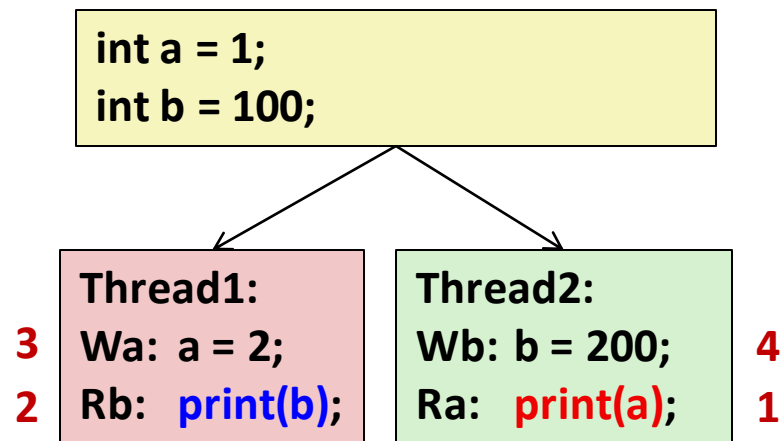 int a = 1;
int b = 100;
Thread1:
3 Wa: a = 2;
2 Rb: print(b);
Thread2:
Wb: b = 200; 4
Ra: print(a); 1